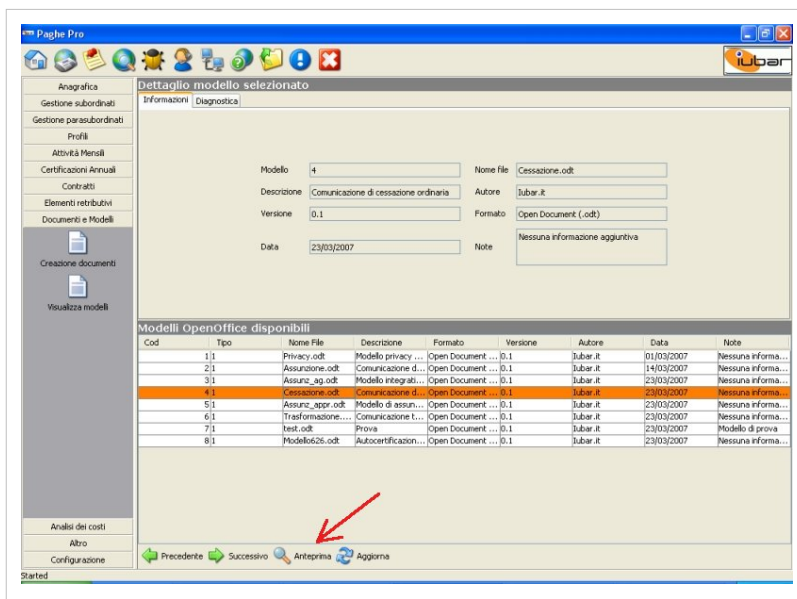 Paghe Pro
iubar
Anagrafica
Gestione subordinati
Gestione parasubordinati
Profili
Attività Mensili
Certificazioni Annuali
Contratti
Elementi retributivi
Documenti e Modelli
Creazione documenti
Visualizza modelli
Analisi dei costi
Altro
Configurazione
Dettaglio modello selezionato
Informazioni Diagnostica
Modello 4 Nome file Cessazione.odt
Descrizione Comunicazione di cessazione ordinaria Autore Iubar.it
Versione 0.1 Formato Open Document (.odt)
Data 23/03/2007 Note Nessuna informazione aggiuntiva
Modelli OpenOffice disponibili
Cod Tipo Nome File Descrizione Formato Versione Autore Data Note
1 1 Privacy.odt Modello privacy ... Open Document ... 0.1 Iubar.it 01/03/2007 Nessuna informa...
2 1 Assunzione.odt Comunicazione d... Open Document ... 0.1 Iubar.it 14/03/2007 Nessuna informa...
3 1 Assunz_ag.odt Modello integrati... Open Document ... 0.1 Iubar.it 23/03/2007 Nessuna informa...
4 1 Cessazione.odt Comunicazione d... Open Document ... 0.1 Iubar.it 23/03/2007 Nessuna informa...
5 1 Assunz_appr.odt Modello di assun... Open Document ... 0.1 Iubar.it 23/03/2007 Nessuna informa...
6 1 Trasformazione.... Comunicazione t... Open Document ... 0.1 Iubar.it 23/03/2007 Nessuna informa...
7 1 test.odt Prova Open Document ... 0.1 Iubar.it 23/03/2007 Modello di prova
8 1 Modello626.odt Autocertificazion... Open Document ... 0.1 Iubar.it 23/03/2007 Nessuna informa...
Precedente Successivo Anteprima Aggiorna
Started